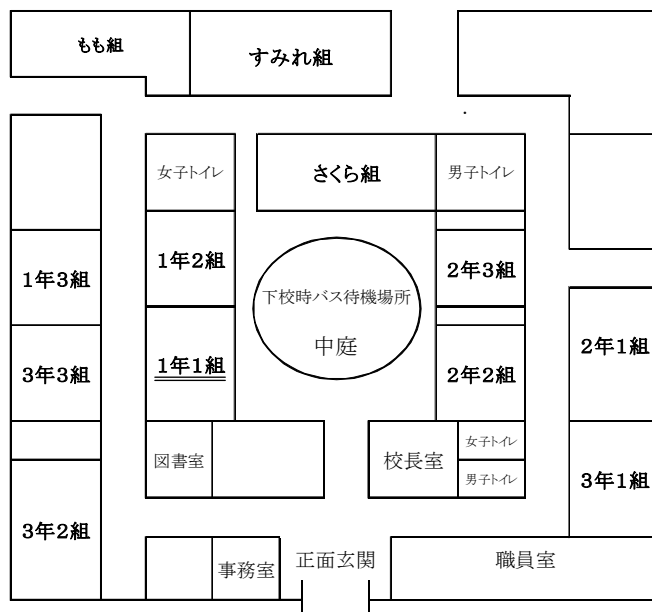 もも組
すみれ組
女子トイレ
さくら組
男子トイレ
1年3組
1年2組
2年3組
下校時バス待機場所
中庭
3年3組
1年1組
2年2組
2年1組
図書室
校長室
女子トイレ
男子トイレ
3年1組
3年2組
事務室
正面玄関
職員室